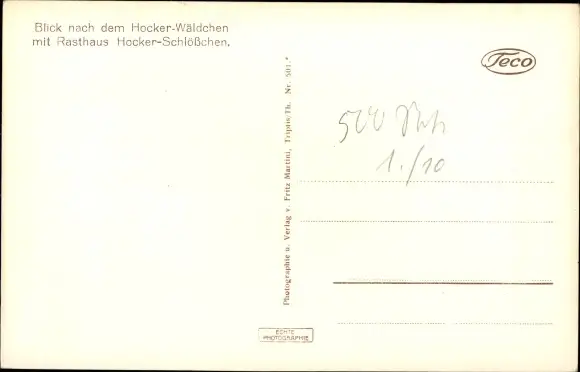 Blick nach dem Hocker-Wäldchen
mit Rasthaus Hocker-Schlößchen.
Teco
Photographie u. Verlag v. Fritz Martini, Triptis/Th. Nr. 501.*
500
1./10
ECHTE
PHOTOGRAPHIE